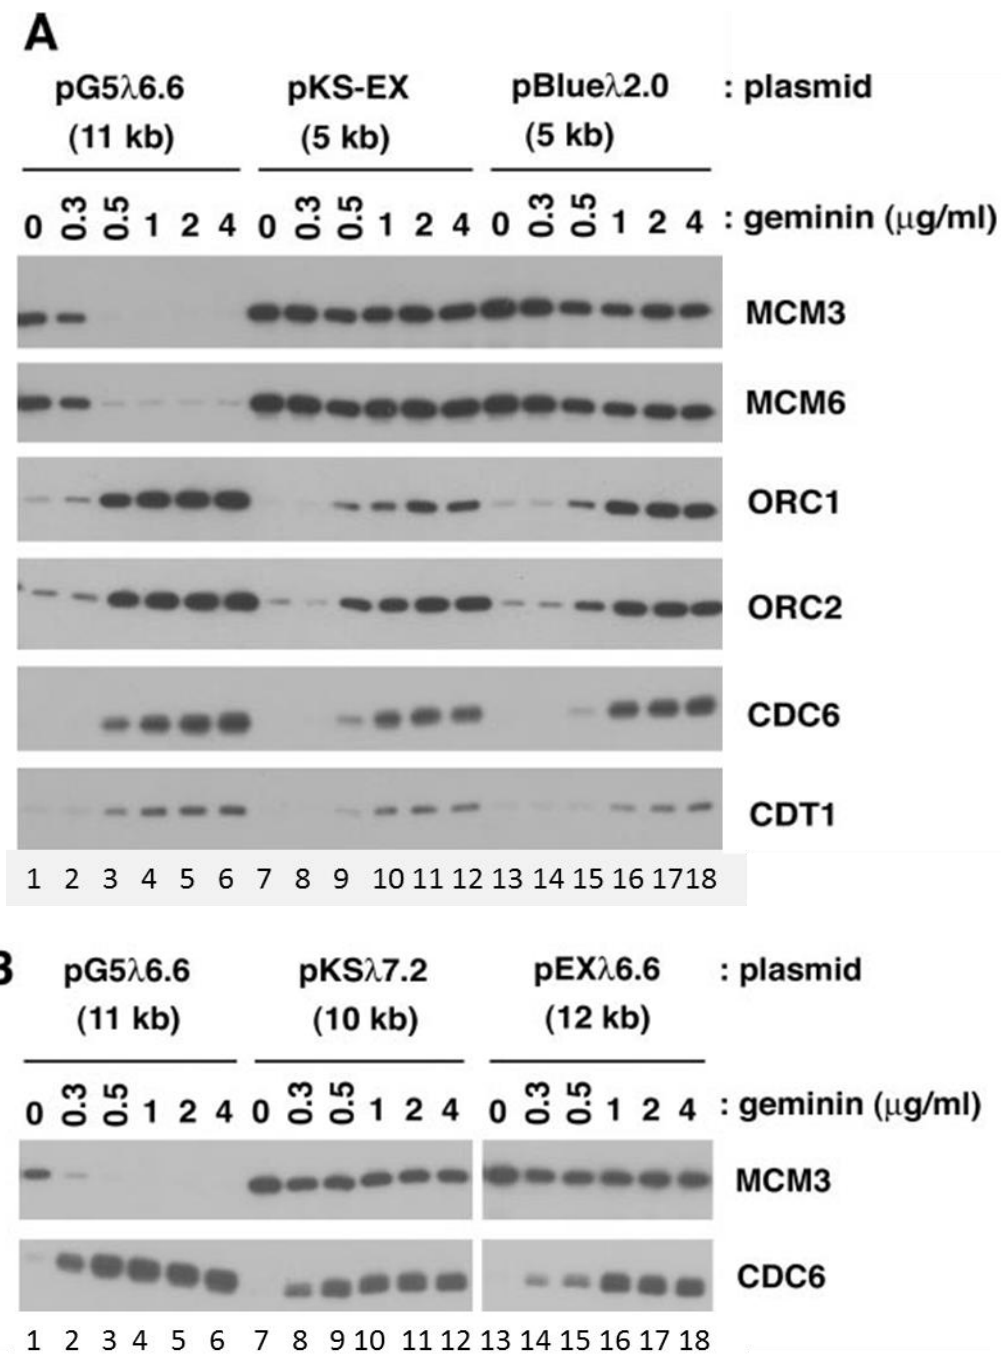 A
pG5λ6.6 pKS-EX pBlueλ2.0 : plasmid
(11 kb) (5 kb) (5 kb)
0 0.3 0.5 1 2 4 0 0.3 0.5 1 2 4 0 0.3 0.5 1 2 4 : geminin (μg/ml)
MCM3
MCM6
ORC1
ORC2
CDC6
CDT1
1 2 3 4 5 6 7 8 9 10 11 12 13 14 15 16 17 18
B
pG5λ6.6 pKSλ7.2 pEXλ6.6 : plasmid
(11 kb) (10 kb) (12 kb)
0 0.3 0.5 1 2 4 0 0.3 0.5 1 2 4 0 0.3 0.5 1 2 4 : geminin (μg/ml)
MCM3
CDC6
1 2 3 4 5 6 7 8 9 10 11 12 13 14 15 16 17 18